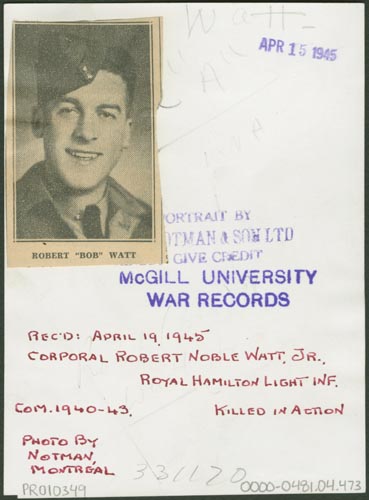 Watt
"A"
APR 15 1945
ROBERT "BOB" WATT
PORTRAIT BY
NOTMAN & SON LTD
GIVE CREDIT
McGILL UNIVERSITY
WAR RECORDS
REC'D: APRIL 19, 1945
CORPORAL ROBERT NOBLE WATT, JR.,
ROYAL HAMILTON LIGHT INF.
COM. 1940-43. KILLED IN ACTION
PHOTO BY
NOTMAN,
MONTREAL
331170
PR010349
0000-0481.04.473